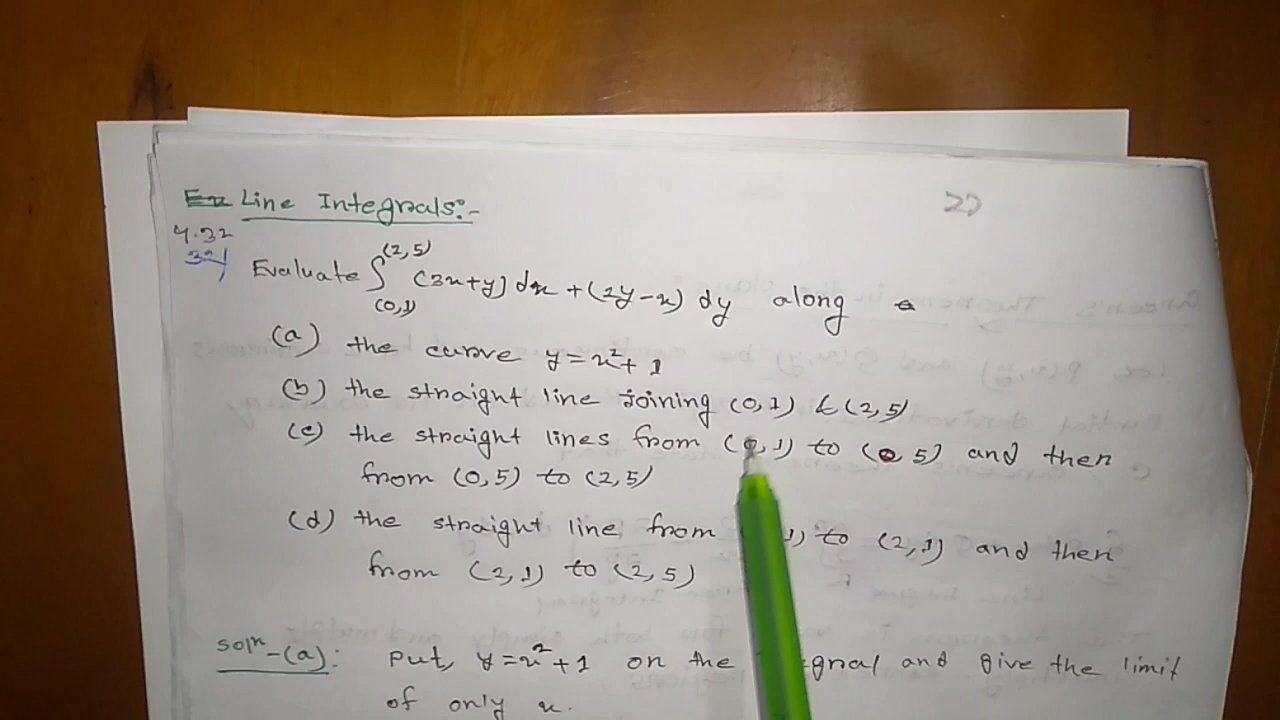 Line Integrals:-
27
4.32
32/ Evaluate ∫(0,1)^(2,5) (3x+y) dx + (2y-x) dy along
(a) the curve y = x² + 1
(b) the straight line joining (0,1) & (2,5)
(c) the straight lines from (0,1) to (0,5) and then
from (0,5) to (2,5)
(d) the straight line from 1) to (2,1) and then
from (2,1) to (2,5)
soln-(a): Put, y = x² + 1 on the and give the limit
of only x.